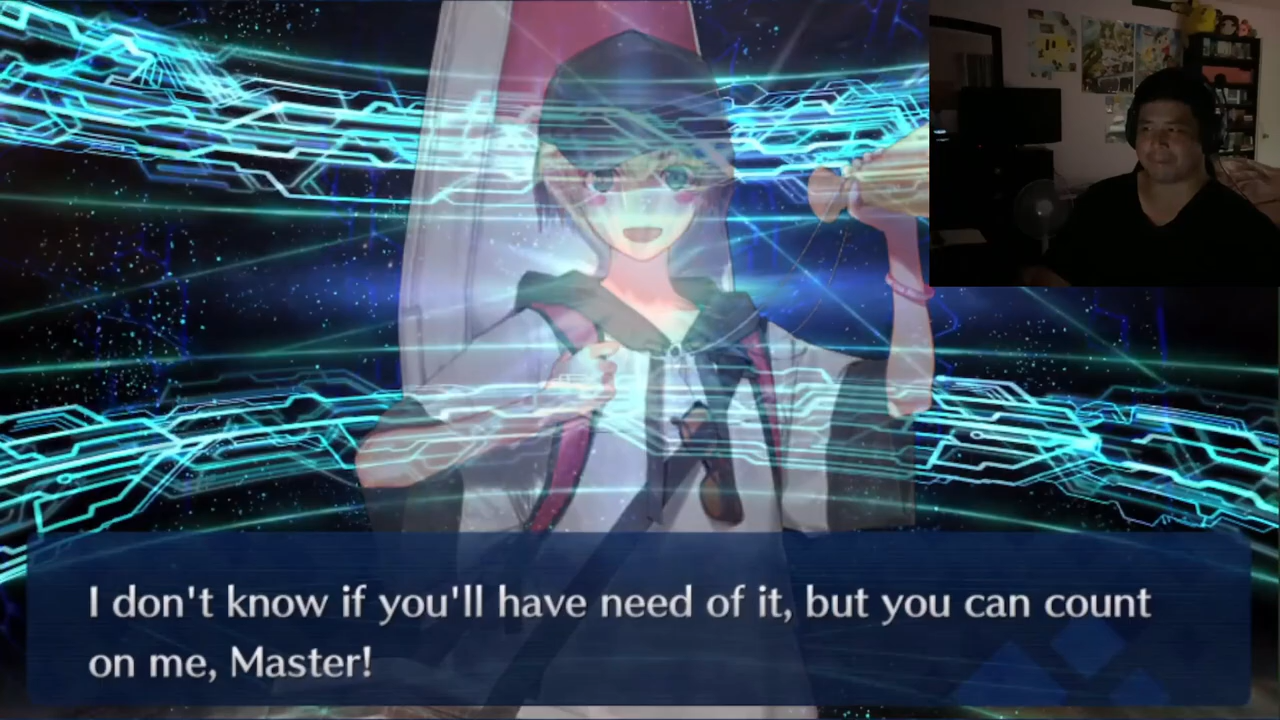 I don't know if you'll have need of it, but you can count
on me, Master!